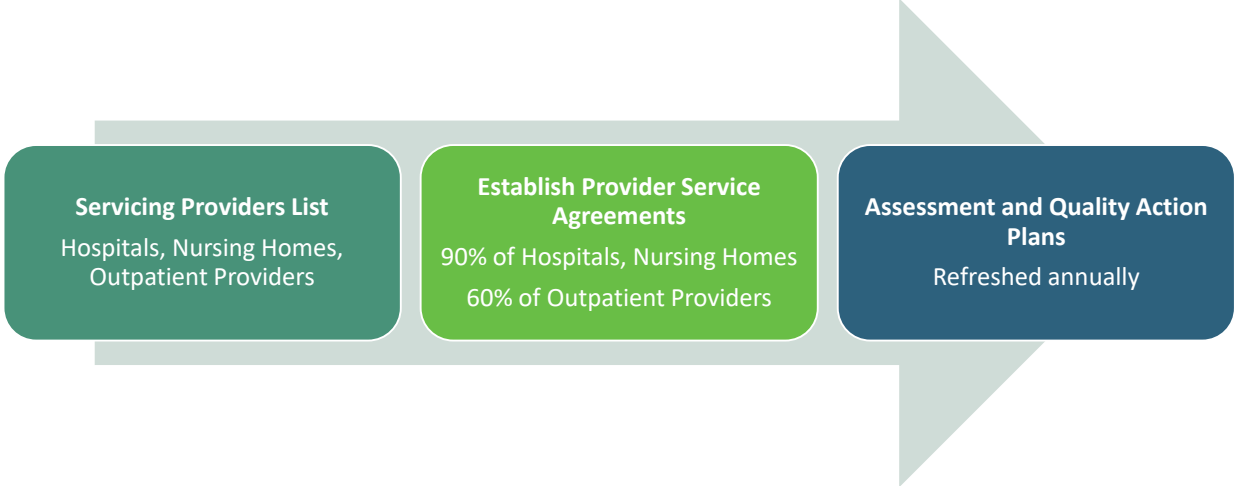 Servicing Providers List
Hospitals, Nursing Homes,
Outpatient Providers
Establish Provider Service
Agreements
90% of Hospitals, Nursing Homes
60% of Outpatient Providers
Assessment and Quality Action
Plans
Refreshed annually